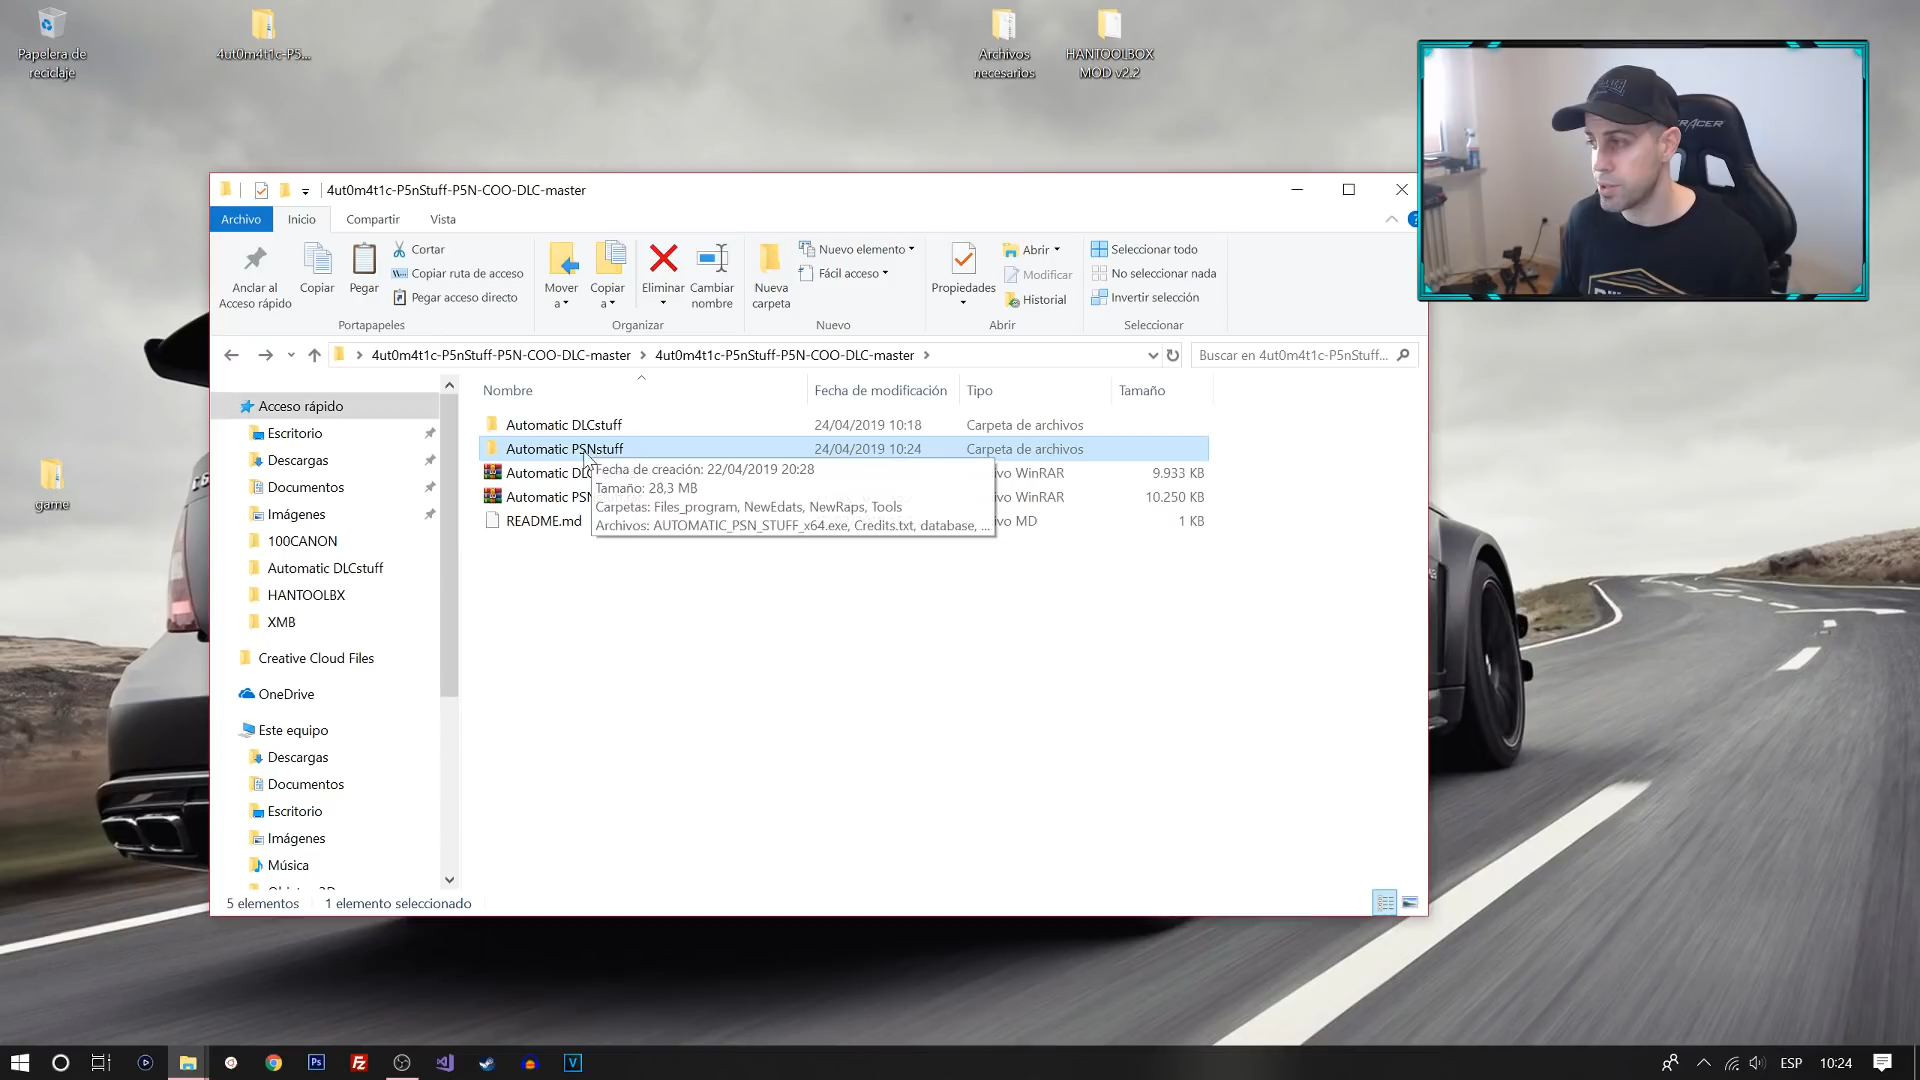 Papelera de
reciclaje
4ut0m4t1c-P5...
Archivos
necesarios
HANTOOLBOX
MOD v2.2
game
4ut0m4t1c-P5nStuff-P5N-COO-DLC-master
Archivo
Inicio
Compartir
Vista
Anclar al
Acceso rápido
Copiar
Pegar
Cortar
Copiar ruta de acceso
Pegar acceso directo
Portapapeles
Mover
a
Copiar
a
Eliminar
Cambiar
nombre
Organizar
Nueva
carpeta
Nuevo elemento
Fácil acceso
Nuevo
Propiedades
Abrir
Modificar
Historial
Abrir
Seleccionar todo
No seleccionar nada
Invertir selección
Seleccionar
4ut0m4t1c-P5nStuff-P5N-COO-DLC-master > 4ut0m4t1c-P5nStuff-P5N-COO-DLC-master >
Buscar en 4ut0m4t1c-P5nStuff...
Acceso rápido
Escritorio
Descargas
Documentos
Imágenes
100CANON
Automatic DLCstuff
HANTOOLBX
XMB
Creative Cloud Files
OneDrive
Este equipo
Descargas
Documentos
Escritorio
Imágenes
Música
Nombre Fecha de modificación Tipo Tamaño
Automatic DLCstuff 24/04/2019 10:18 Carpeta de archivos
Automatic PSNstuff 24/04/2019 10:24 Carpeta de archivos
Automatic DLC WinRAR 9.933 KB
Automatic PSN WinRAR 10.250 KB
README.md MD 1 KB
Fecha de creación: 22/04/2019 20:28
Tamaño: 28,3 MB
Carpetas: Files_program, NewEdats, NewRaps, Tools
Archivos: AUTOMATIC_PSN_STUFF_x64.exe, Credits.txt, database, ...
5 elementos
1 elemento seleccionado
Ps
Fz
V
ESP
10:24